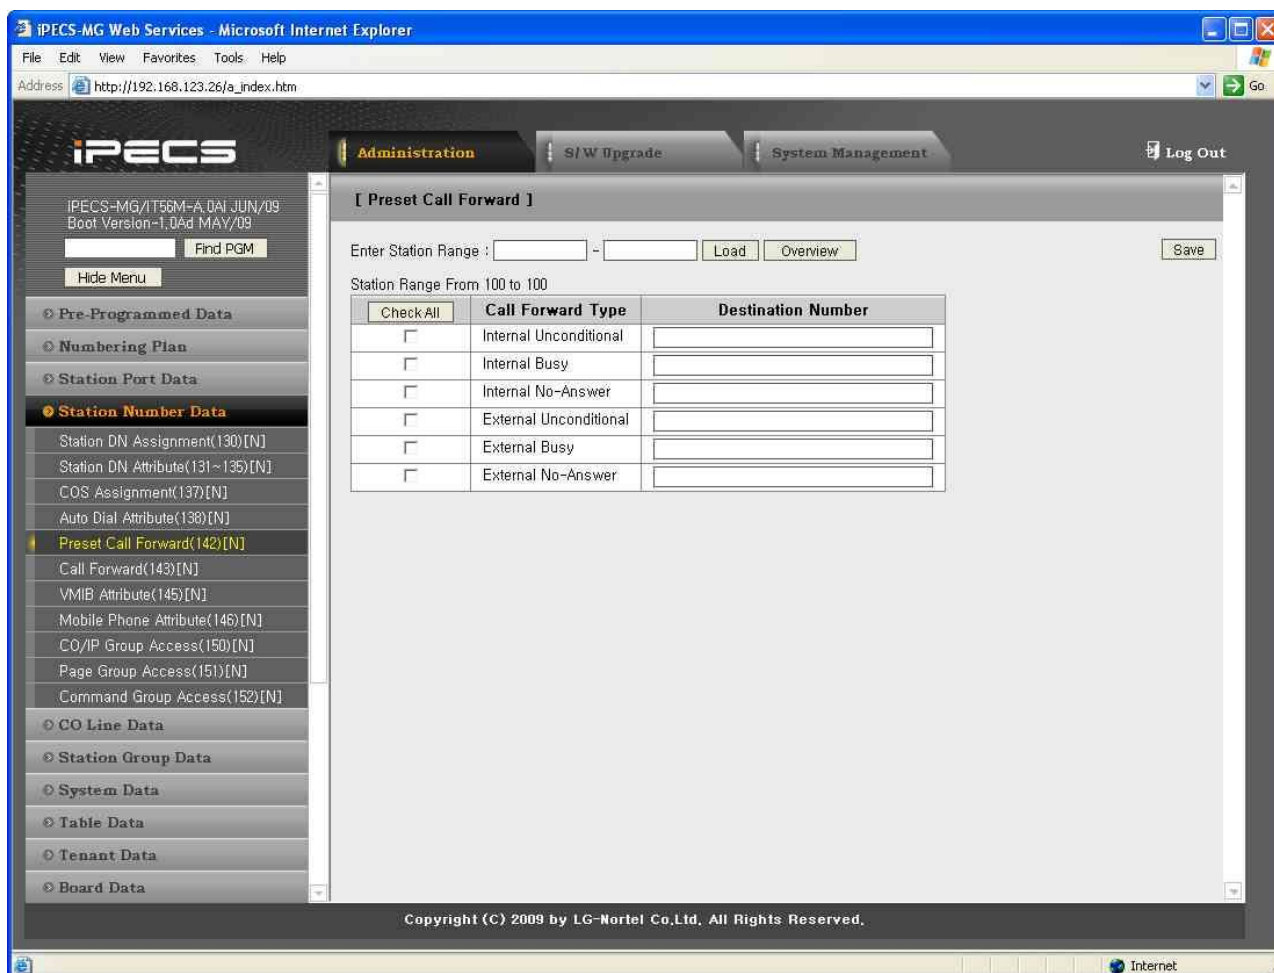 iPECS-MG Web Services - Microsoft Internet Explorer
File Edit View Favorites Tools Help
Address http://192.168.123.26/a_index.htm Go
iPECS
Administration S/W Upgrade System Management Log Out
iPECS-MG/IT56M-A.0Ai JUN/09
Boot Version-1.0Ad MAY/09
Find PGM
Hide Menu
Pre-Programmed Data
Numbering Plan
Station Port Data
Station Number Data
Station DN Assignment(130)[N]
Station DN Attribute(131~135)[N]
COS Assignment(137)[N]
Auto Dial Attribute(138)[N]
Preset Call Forward(142)[N]
Call Forward(143)[N]
VMIB Attribute(145)[N]
Mobile Phone Attribute(146)[N]
CO/IP Group Access(150)[N]
Page Group Access(151)[N]
Command Group Access(152)[N]
CO Line Data
Station Group Data
System Data
Table Data
Tenant Data
Board Data
[ Preset Call Forward ]
Enter Station Range : - Load Overview Save
Station Range From 100 to 100
Check All Call Forward Type Destination Number
Internal Unconditional
Internal Busy
Internal No-Answer
External Unconditional
External Busy
External No-Answer
Copyright (C) 2009 by LG-Nortel Co,Ltd. All Rights Reserved.
Internet